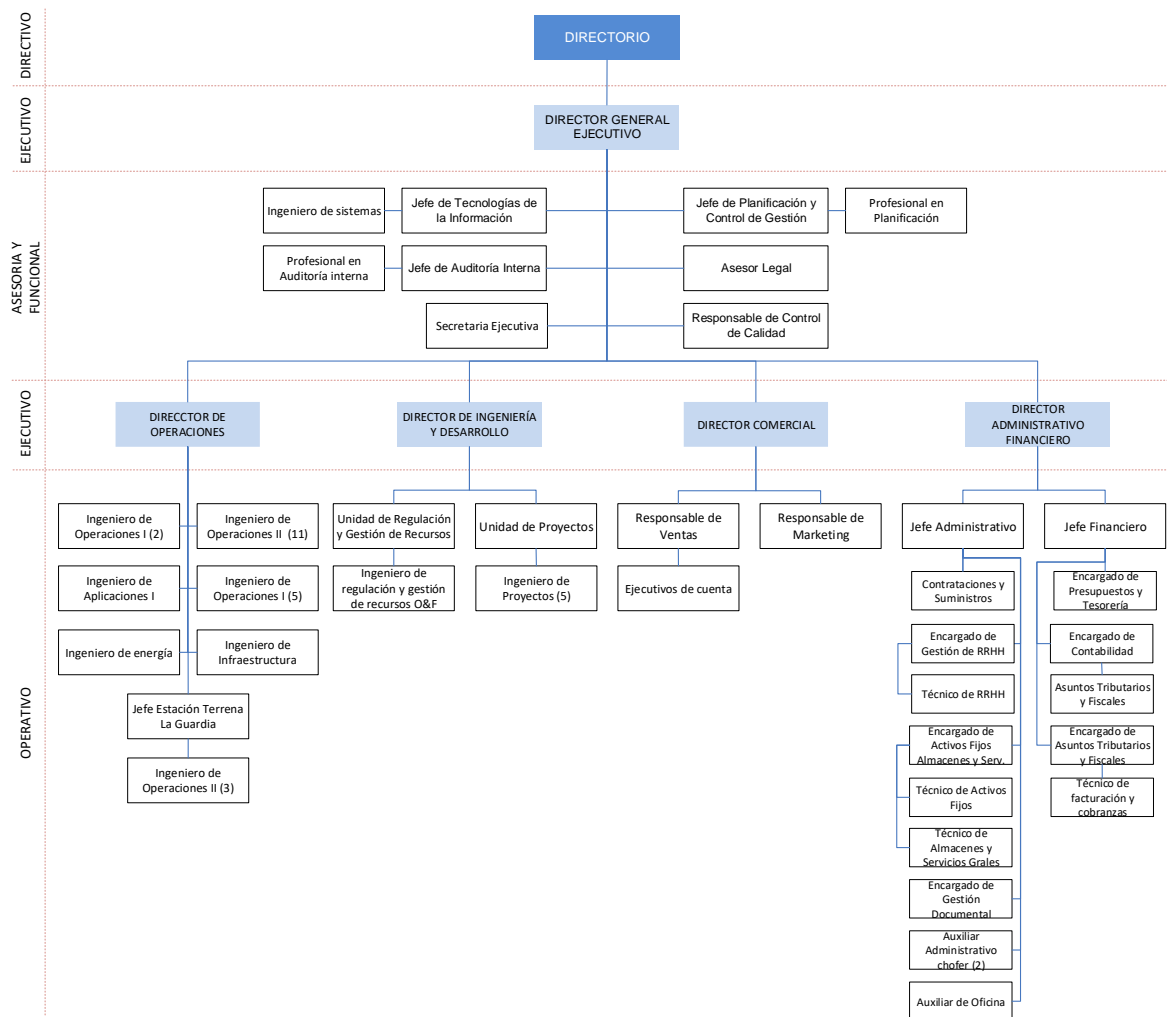 DIRECTIVO
DIRECTORIO
EJECUTIVO
DIRECTOR GENERAL
EJECUTIVO
ASESORIA Y
FUNCIONAL
Ingeniero de sistemas
Jefe de Tecnologías de
la Información
Jefe de Planificación y
Control de Gestión
Profesional en
Planificación
Profesional en
Auditoría interna
Jefe de Auditoría Interna
Asesor Legal
Secretaria Ejecutiva
Responsable de Control
de Calidad
EJECUTIVO
DIRECCTOR DE
OPERACIONES
DIRECTOR DE INGENIERÍA
Y DESARROLLO
DIRECTOR COMERCIAL
DIRECTOR
ADMINISTRATIVO
FINANCIERO
OPERATIVO
Ingeniero de
Operaciones I (2)
Ingeniero de
Operaciones II (11)
Ingeniero de
Aplicaciones I
Ingeniero de
Operaciones I (5)
Ingeniero de energía
Ingeniero de
Infraestructura
Jefe Estación Terrena
La Guardia
Ingeniero de
Operaciones II (3)
Unidad de Regulación
y Gestión de Recursos
Unidad de Proyectos
Ingeniero de
regulación y gestión
de recursos O&F
Ingeniero de
Proyectos (5)
Responsable de
Ventas
Responsable de
Marketing
Ejecutivos de cuenta
Jefe Administrativo
Jefe Financiero
Contrataciones y
Suministros
Encargado de
Gestión de RRHH
Técnico de RRHH
Encargado de
Activos Fijos
Almacenes y Serv.
Técnico de Activos
Fijos
Técnico de
Almacenes y
Servicios Grales
Encargado de
Gestión
Documental
Auxiliar
Administrativo
chofer (2)
Auxiliar de Oficina
Encargado de
Presupuestos y
Tesorería
Encargado de
Contabilidad
Asuntos Tributarios
y Fiscales
Encargado de
Asuntos Tributarios
y Fiscales
Técnico de
facturación y
cobranzas